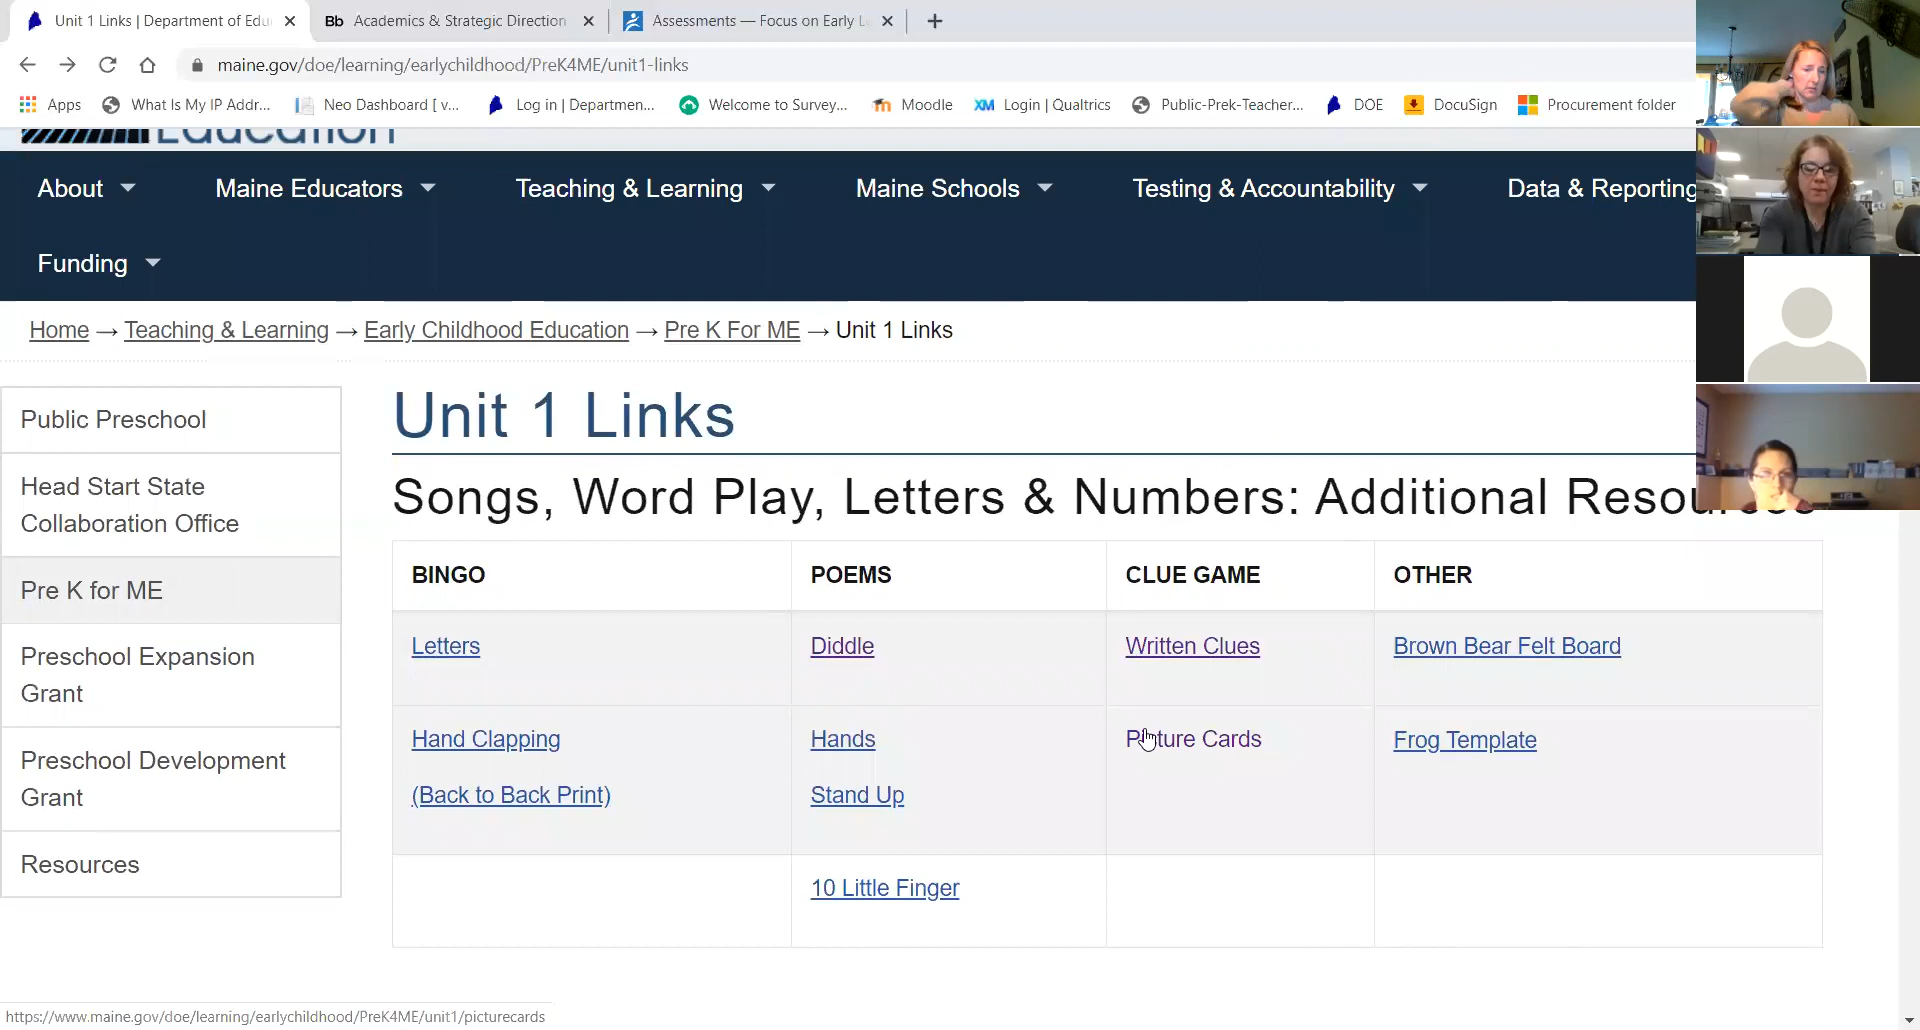 Unit 1 Links | Department of Edu
Bb Academics & Strategic Direction
Assessments — Focus on Early L
maine.gov/doe/learning/earlychildhood/PreK4ME/unit1-links
Apps What Is My IP Addr... Neo Dashboard [ v... Log in | Departmen... Welcome to Survey... Moodle XM Login | Qualtrics Public-Prek-Teacher... DOE DocuSign Procurement folder
Education
About Maine Educators Teaching & Learning Maine Schools Testing & Accountability Data & Reporting
Funding
Home → Teaching & Learning → Early Childhood Education → Pre K For ME → Unit 1 Links
Public Preschool
Head Start State
Collaboration Office
Pre K for ME
Preschool Expansion
Grant
Preschool Development
Grant
Resources
Unit 1 Links
Songs, Word Play, Letters & Numbers: Additional Resources
BINGO POEMS CLUE GAME OTHER
Letters Diddle Written Clues Brown Bear Felt Board
Hand Clapping Hands Picture Cards Frog Template
(Back to Back Print) Stand Up
10 Little Finger
https://www.maine.gov/doe/learning/earlychildhood/PreK4ME/unit1/picturecards